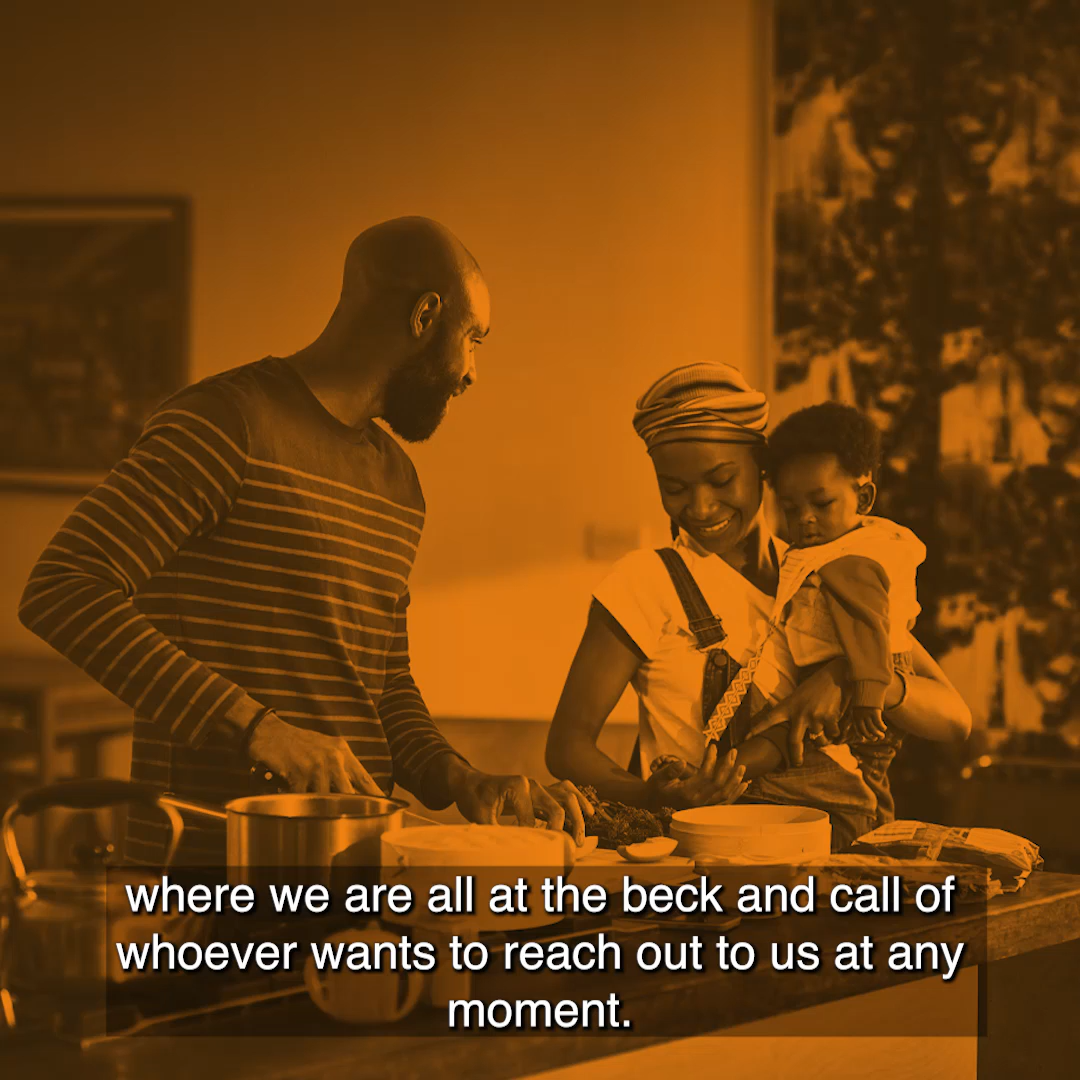 where we are all at the beck and call of
whoever wants to reach out to us at any
moment.